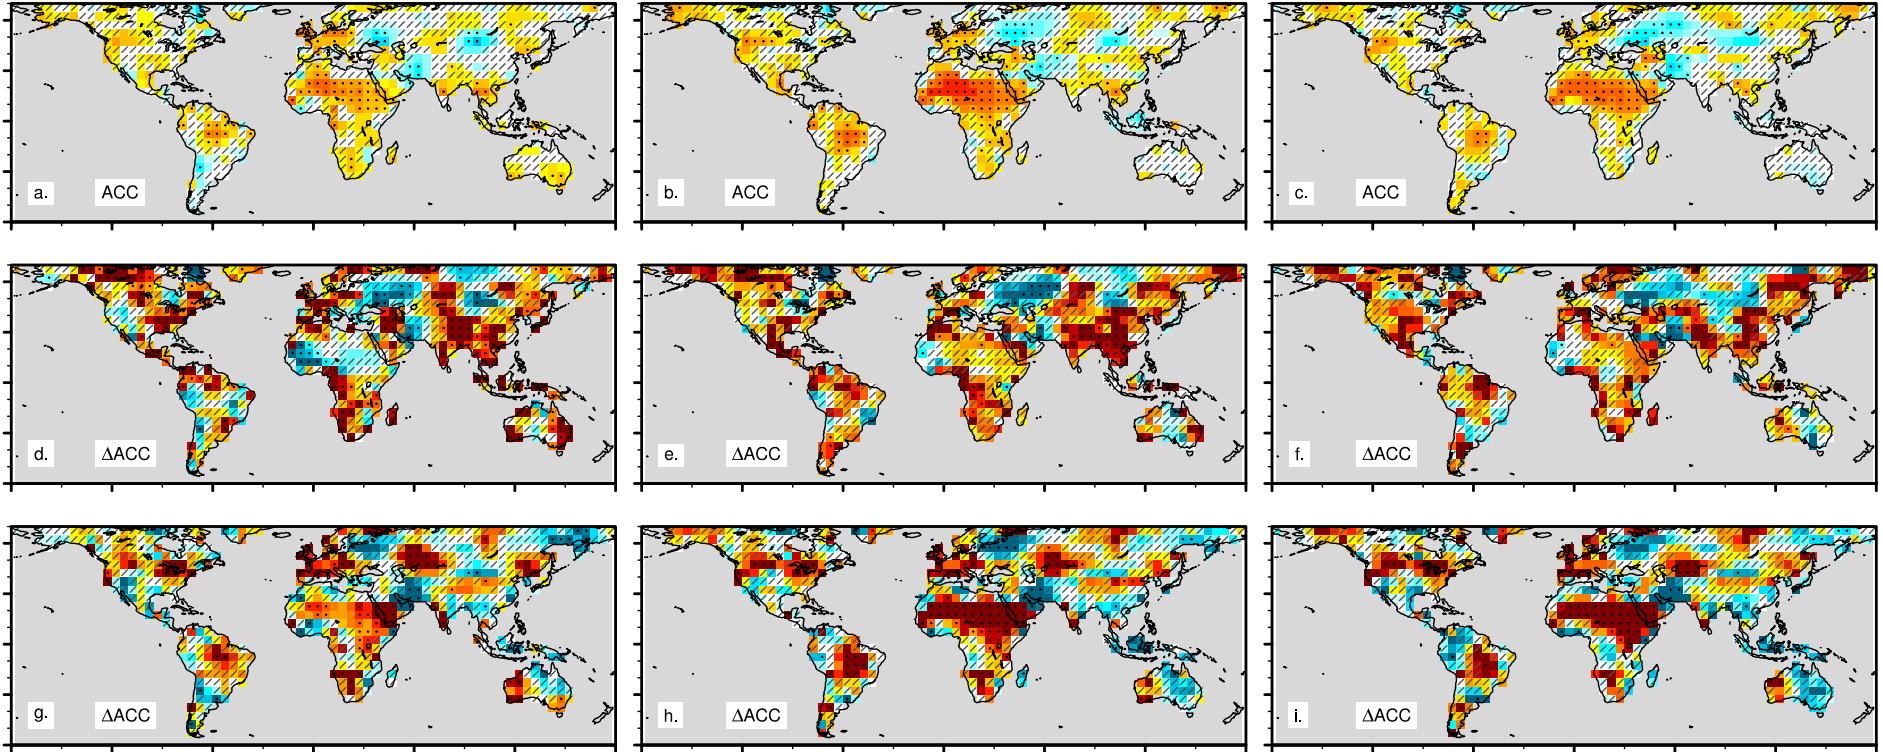 a. ACC
b. ACC
c. ACC
d. ΔACC
e. ΔACC
f. ΔACC
g. ΔACC
h. ΔACC
i. ΔACC